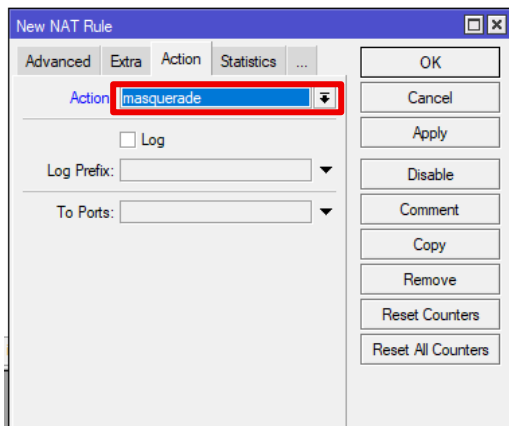 New NAT Rule
Advanced Extra Action Statistics ...
Action: masquerade
Log
Log Prefix:
To Ports:
OK
Cancel
Apply
Disable
Comment
Copy
Remove
Reset Counters
Reset All Counters